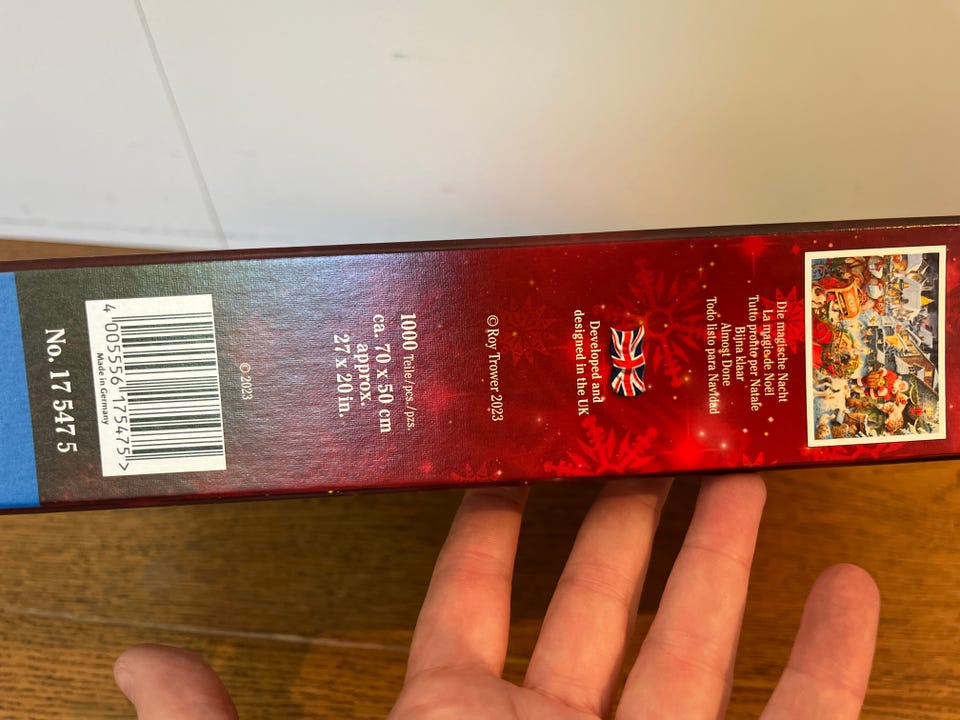 Die magische Nacht
La magie de Noël
Tutto pronto per Natale
Bijna klaar
Almost Done
Todo listo para Navidad
Developed and
designed in the UK
© Roy Trower 2023
1000 Teile/pcs./pzs.
ca. 70 x 50 cm
approx.
27 x 20 in.
© 2023
4 005556 175475 >
Made in Germany
No. 17 547 5